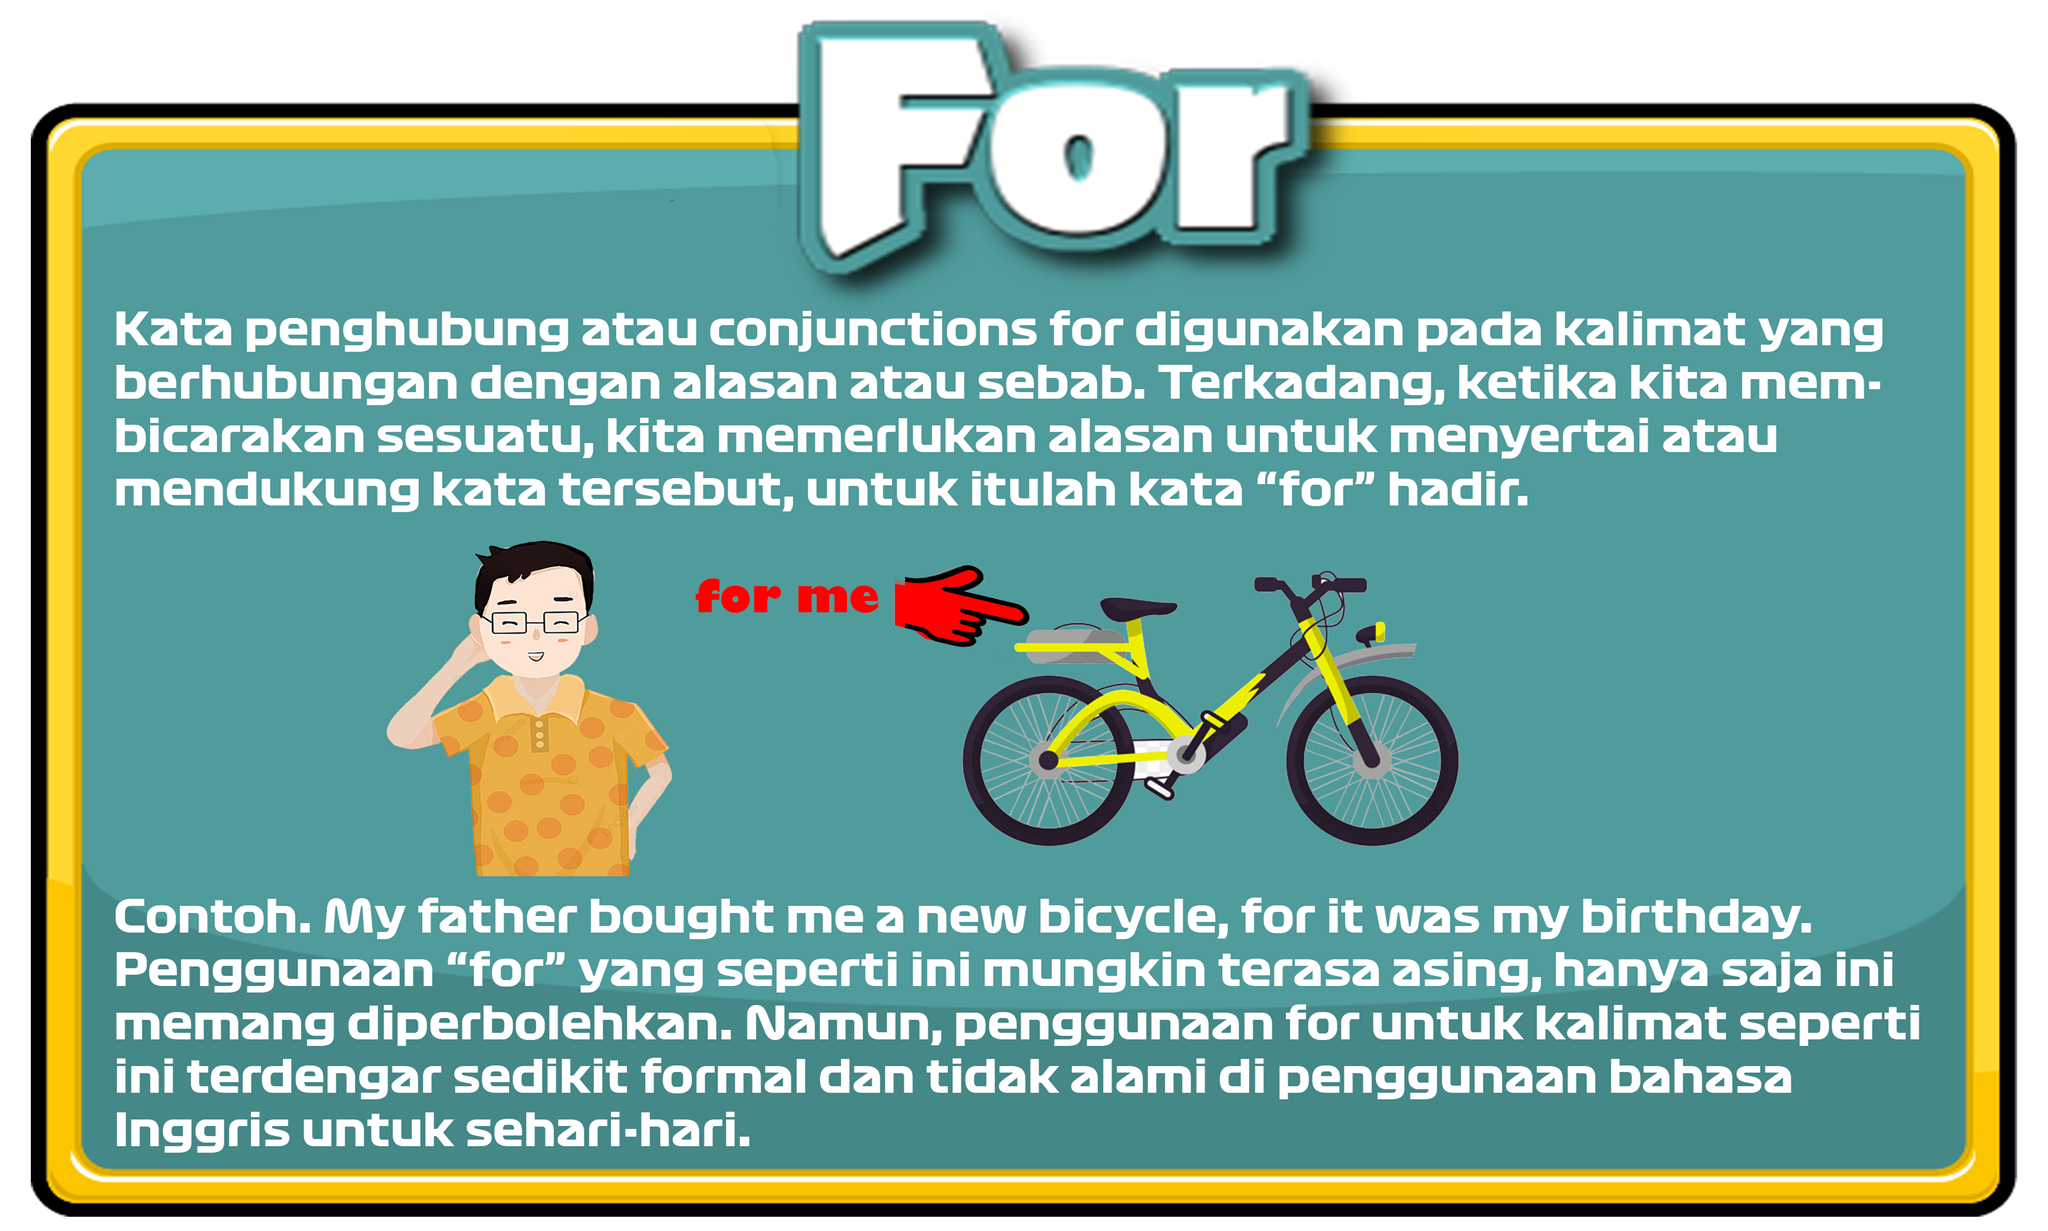 For
Kata penghubung atau conjunctions for digunakan pada kalimat yang
berhubungan dengan alasan atau sebab. Terkadang, ketika kita mem-
bicarakan sesuatu, kita memerlukan alasan untuk menyertai atau
mendukung kata tersebut, untuk itulah kata “for” hadir.
for me
Contoh. My father bought me a new bicycle, for it was my birthday.
Penggunaan “for” yang seperti ini mungkin terasa asing, hanya saja ini
memang diperbolehkan. Namun, penggunaan for untuk kalimat seperti
ini terdengar sedikit formal dan tidak alami di penggunaan bahasa
Inggris untuk sehari-hari.